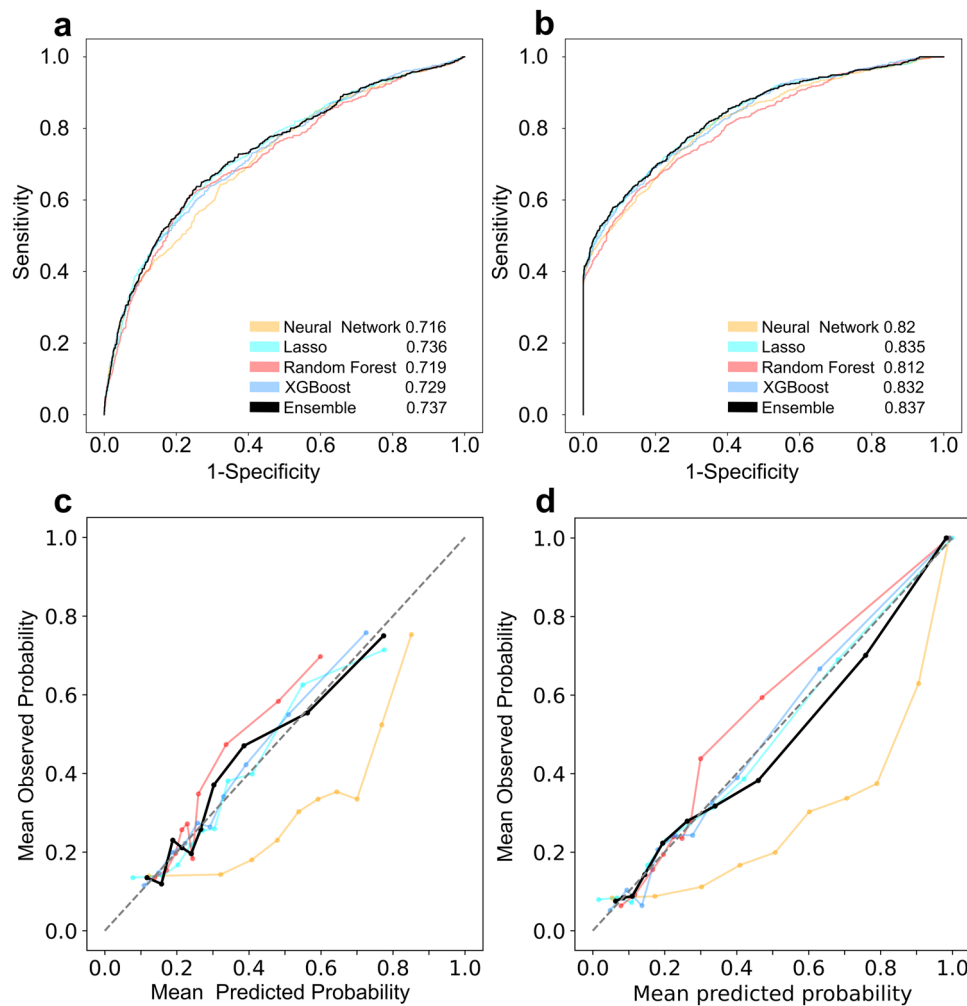 a
1.0
0.8
0.6
0.4
0.2
0.0
Sensitivity
Neural Network 0.716
Lasso 0.736
Random Forest 0.719
XGBoost 0.729
Ensemble 0.737
0.0 0.2 0.4 0.6 0.8 1.0
1-Specificity
b
1.0
0.8
0.6
0.4
0.2
0.0
Sensitivity
Neural Network 0.82
Lasso 0.835
Random Forest 0.812
XGBoost 0.832
Ensemble 0.837
0.0 0.2 0.4 0.6 0.8 1.0
1-Specificity
c
1.0
0.8
0.6
0.4
0.2
0.0
Mean Observed Probability
0.0 0.2 0.4 0.6 0.8 1.0
Mean Predicted Probability
d
1.0
0.8
0.6
0.4
0.2
0.0
Mean Observed Probability
0.0 0.2 0.4 0.6 0.8 1.0
Mean predicted probability